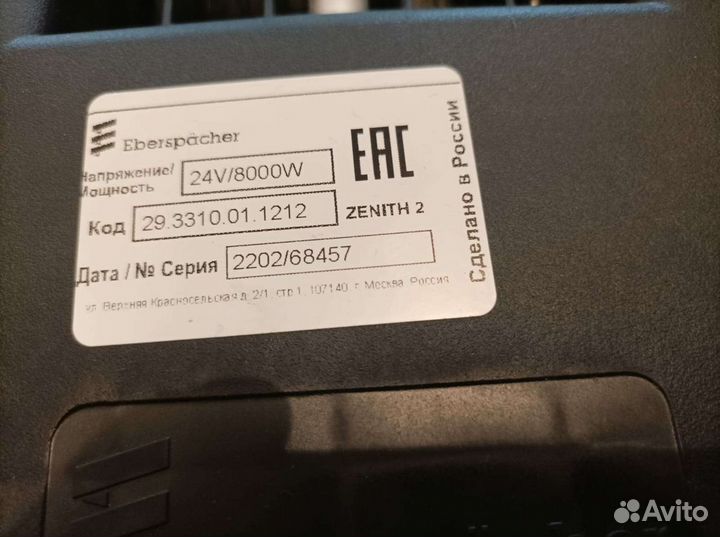 Eberspächer
EAC
Напряжение/
Мощность
24V/8000W
Код
29.3310.01.1212
ZENITH 2
Дата / № Серия
2202/68457
ул. Верхняя Красносельская д. 2/1, стр 1, 107140, г. Москва. Россия
Сделано в России
Avito